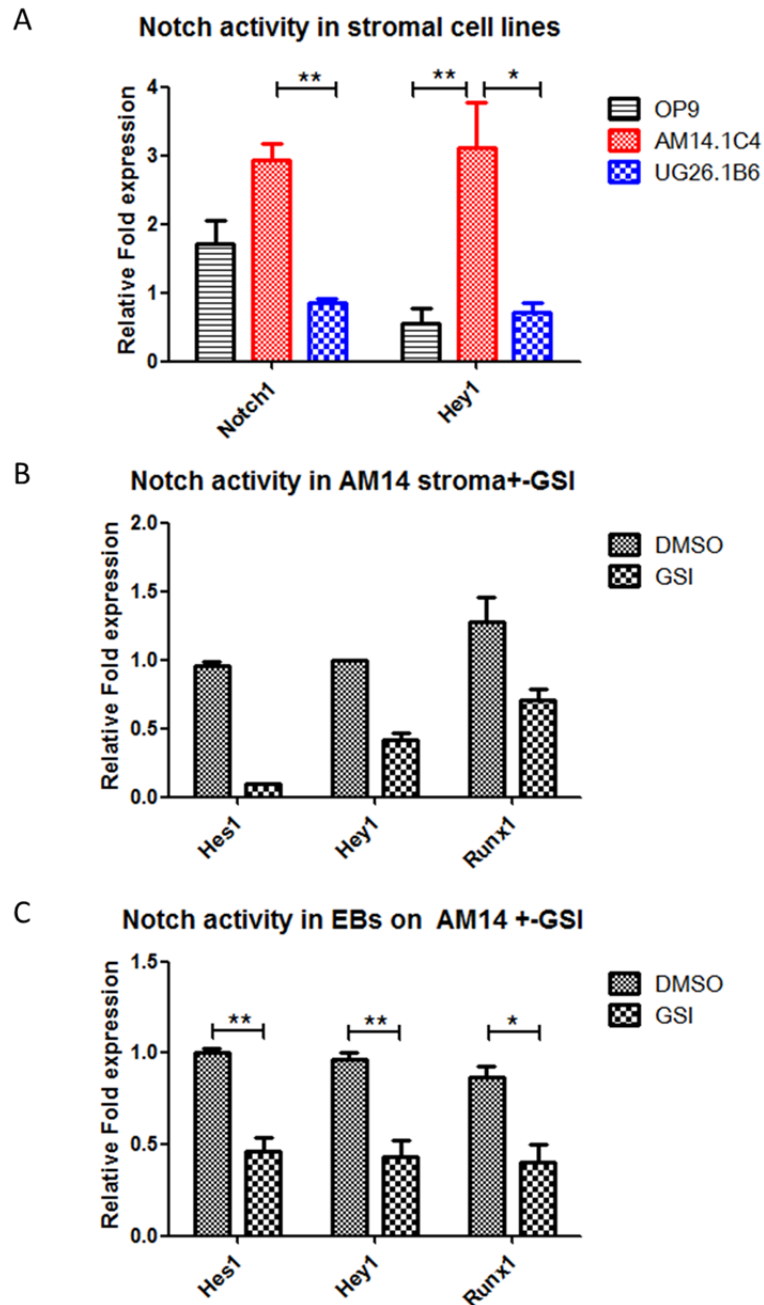 A
Notch activity in stromal cell lines
Relative Fold expression
4
3
2
1
0
**
**
*
OP9
AM14.1C4
UG26.1B6
Notch1
Hey1
B
Notch activity in AM14 stroma+-GSI
Relative Fold expression
2.0
1.5
1.0
0.5
0.0
DMSO
GSI
Hes1
Hey1
Runx1
C
Notch activity in EBs on AM14 +-GSI
Relative Fold expression
1.5
1.0
0.5
0.0
**
**
*
DMSO
GSI
Hes1
Hey1
Runx1